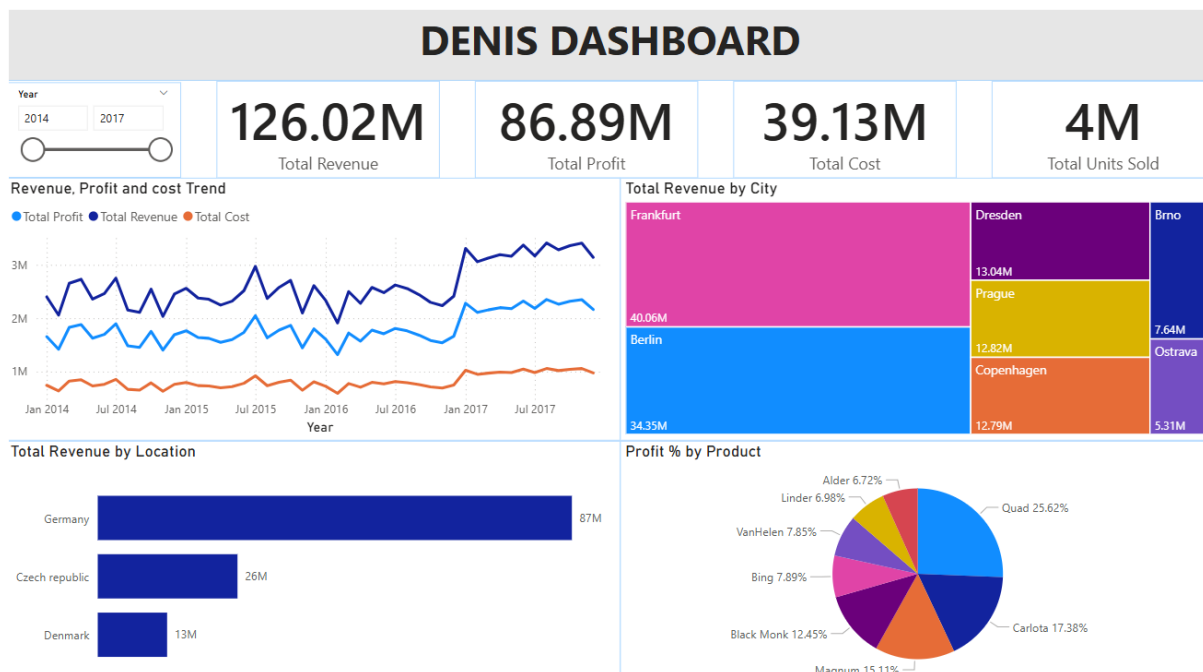 DENIS DASHBOARD
Year
2014
2017
126.02M
Total Revenue
86.89M
Total Profit
39.13M
Total Cost
4M
Total Units Sold
Revenue, Profit and cost Trend
Total Profit
Total Revenue
Total Cost
3M
2M
1M
Jan 2014
Jul 2014
Jan 2015
Jul 2015
Jan 2016
Jul 2016
Jan 2017
Jul 2017
Year
Total Revenue by City
Frankfurt
40.06M
Berlin
34.35M
Dresden
13.04M
Prague
12.82M
Copenhagen
12.79M
Brno
7.64M
Ostrava
5.31M
Total Revenue by Location
Germany
87M
Czech republic
26M
Denmark
13M
Profit % by Product
Alder 6.72%
Linder 6.98%
VanHelen 7.85%
Bing 7.89%
Black Monk 12.45%
Magnum 15.11%
Carlota 17.38%
Quad 25.62%